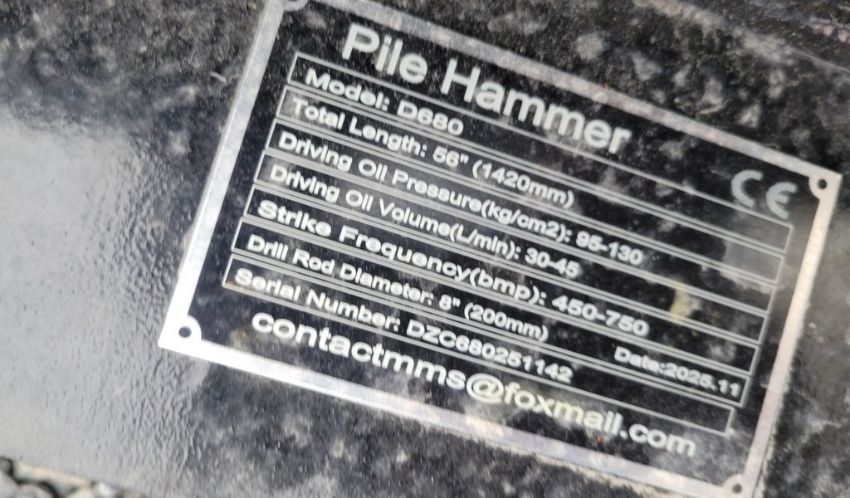 Pile Hammer
CE
Model: D680
Total Length: 56" (1420mm)
Driving Oil Pressure(kg/cm2): 95-130
Driving Oil Volume(L/min): 30-45
Strike Frequency(bmp): 450-750
Drill Rod Diameter: 8" (200mm) Date:2025.11
Serial Number: DZC680251142
contactmms@foxmail.com